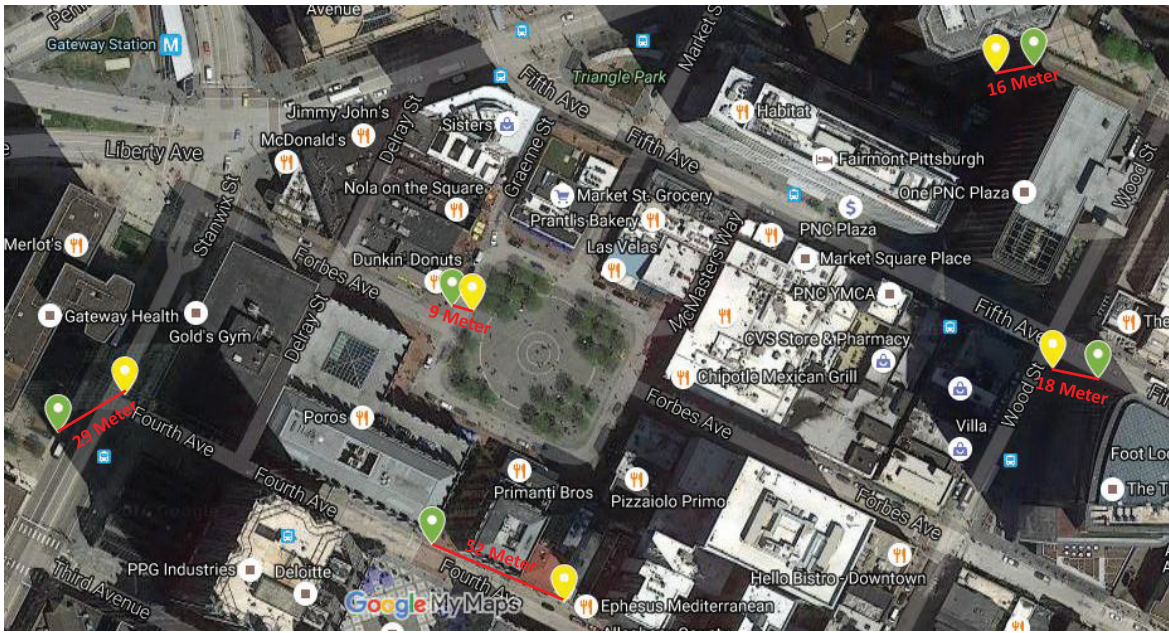 Avenue
Gateway Station
M
Market St
Triangle Park
Fifth Ave
16 Meter
Jimmy John's
Delray St
Sisters
Habitat
McDonald's
Liberty Ave
Graeme St
Fifth Ave
Fairmont Pittsburgh
Nola on the Square
Market St. Grocery
One PNC Plaza
Wood St
Stanwix St
Prantl's Bakery
PNC Plaza
Merlot's
Las Velas
McMasters Way
Market Square Place
Forbes Ave
Dunkin' Donuts
PNC YMCA
Gateway Health
9 Meter
Gold's Gym
Delray St
Fifth Ave
CVS Store & Pharmacy
Chipotle Mexican Grill
18 Meter
29 Meter
Fourth Ave
Poros
Forbes Ave
Wood St
Villa
Foot Loc
Primanti Bros
Pizzaiolo Primo
The T
Fourth Ave
Forbes Ave
52 Meter
Third Avenue
PPG Industries
Deloitte
Fourth Av
Hello Bistro - Downtown
Google My Maps
Ephesus Mediterranean